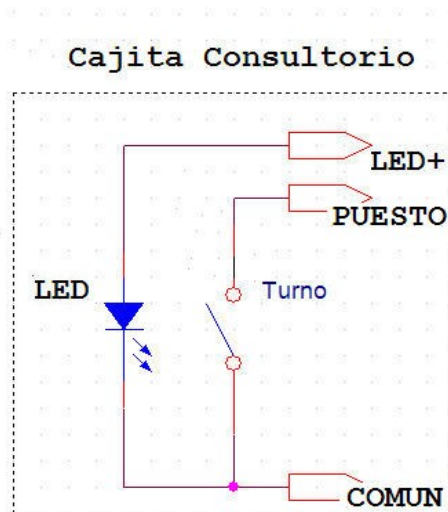 Cajita Consultorio
LED+
PUESTO
LED
Turno
COMUN